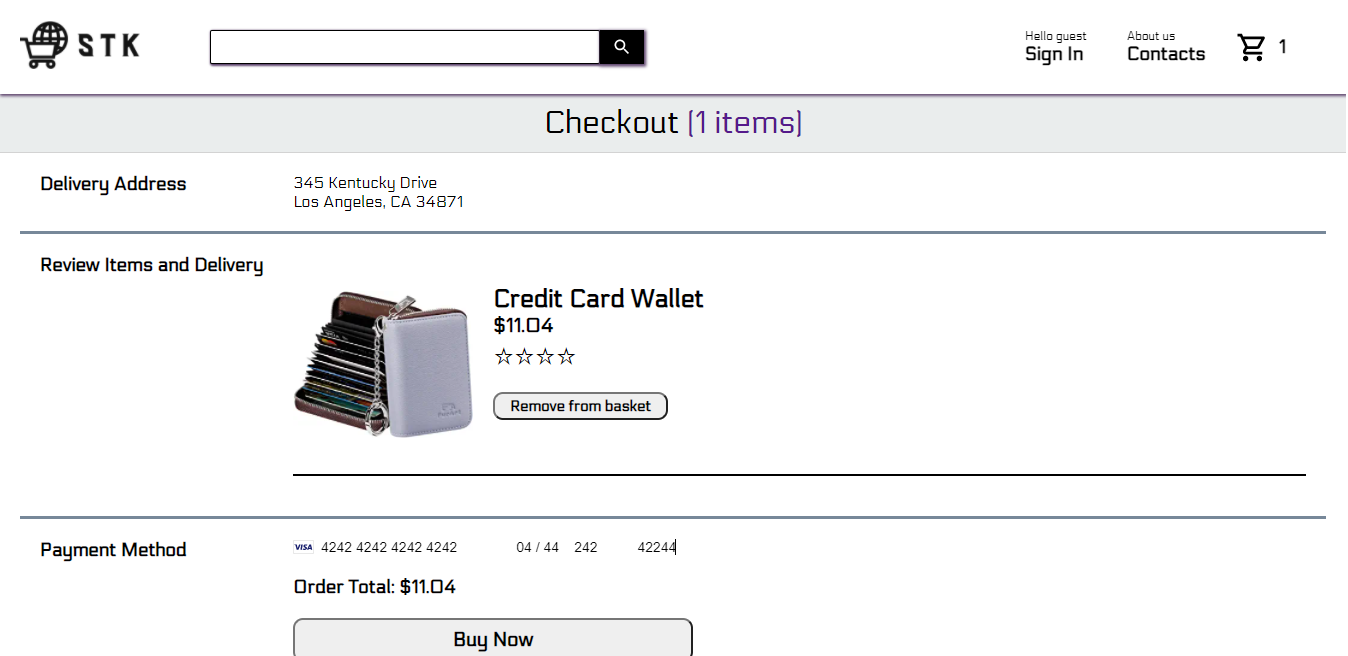 STK
Hello guest
Sign In
About us
Contacts
1
Checkout (1 items)
Delivery Address
345 Kentucky Drive
Los Angeles, CA 34871
Review Items and Delivery
Credit Card Wallet
$11.04
☆☆☆☆
Remove from basket
Payment Method
VISA 4242 4242 4242 4242 04 / 44 242 42244
Order Total: $11.04
Buy Now